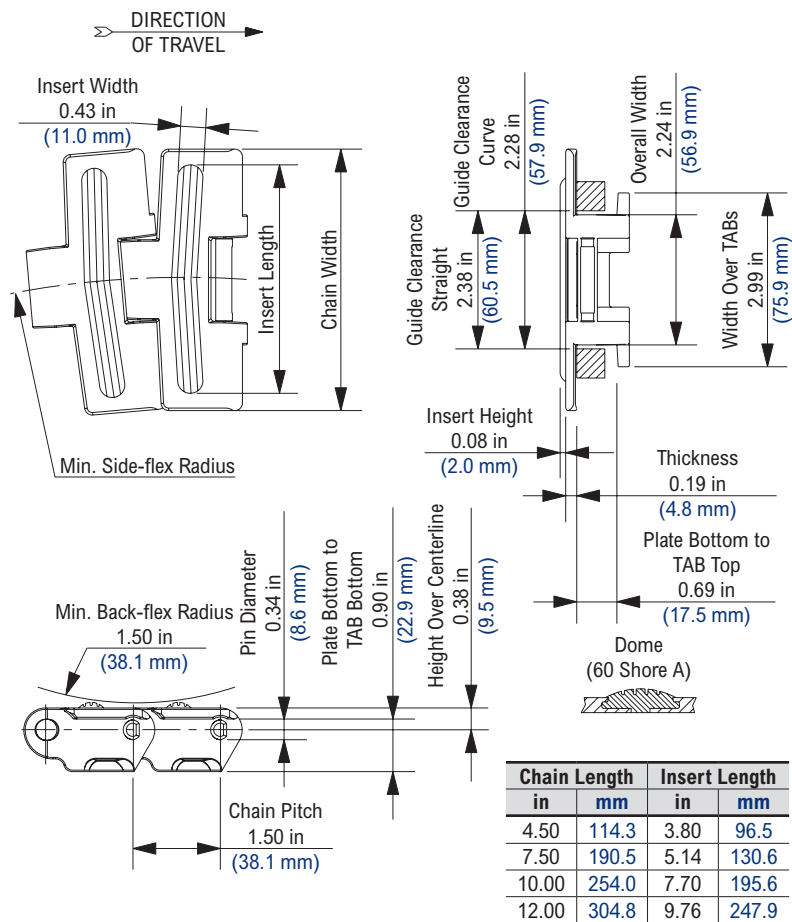 DIRECTION
OF TRAVEL
Insert Width
0.43 in
(11.0 mm)
Insert Length
Chain Width
Min. Side-flex Radius
Guide Clearance
Curve
2.28 in
(57.9 mm)
Overall Width
2.24 in
(56.9 mm)
Guide Clearance
Straight
2.38 in
(60.5 mm)
Width Over TABs
2.99 in
(75.9 mm)
Insert Height
0.08 in
(2.0 mm)
Thickness
0.19 in
(4.8 mm)
Plate Bottom to
TAB Top
0.69 in
(17.5 mm)
Min. Back-flex Radius
1.50 in
(38.1 mm)
Pin Diameter
0.34 in
(8.6 mm)
Plate Bottom to
TAB Bottom
0.90 in
(22.9 mm)
Height Over Centerline
0.38 in
(9.5 mm)
Dome
(60 Shore A)
Chain Pitch
1.50 in
(38.1 mm)
Chain Length Insert Length
in mm in mm
4.50 114.3 3.80 96.5
7.50 190.5 5.14 130.6
10.00 254.0 7.70 195.6
12.00 304.8 9.76 247.9